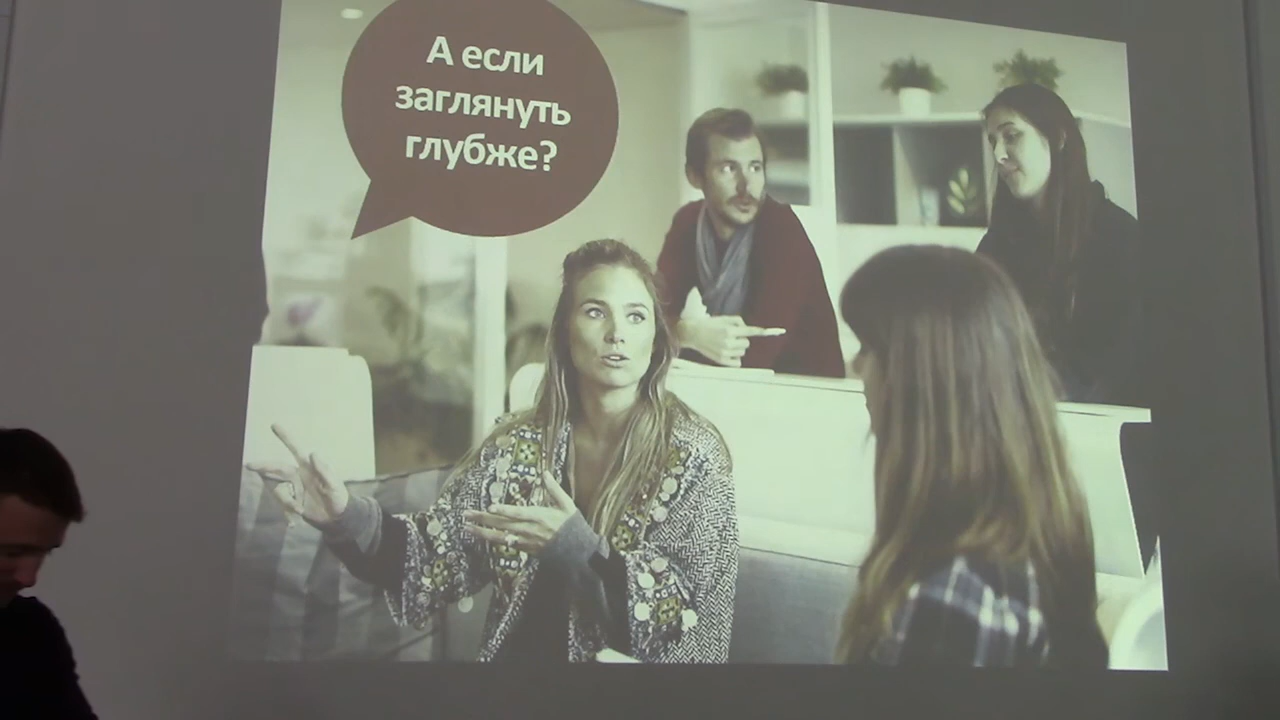 А если
заглянуть
глубже?